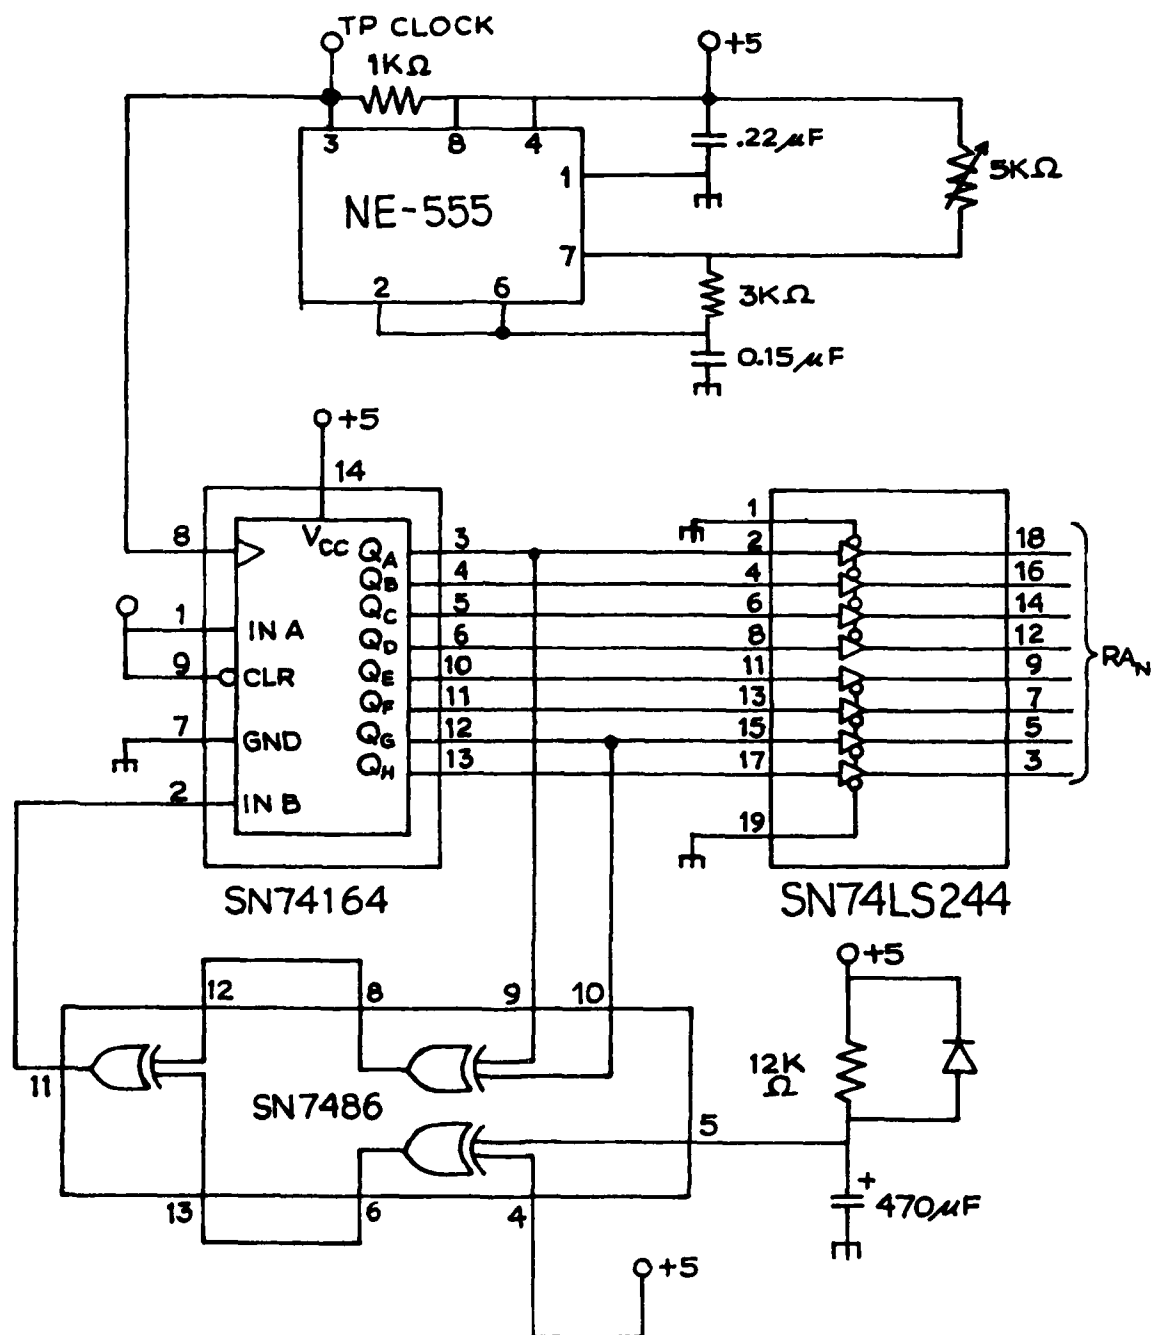 TP CLOCK
+5
1KΩ
3
8
4
.22μF
1
5KΩ
NE-555
7
2
6
3KΩ
0.15μF
+5
14
1
8
VCC
QA
3
2
18
QB
4
4
16
QC
5
6
14
1
IN A
QD
6
8
12
9
CLR
QE
10
11
9
RAN
QF
11
13
7
7
GND
QG
12
15
5
QH
13
17
3
2
IN B
19
SN74164
SN74LS244
+5
12
8
9
10
12K
Ω
11
SN7486
5
13
6
4
+
470μF
+5